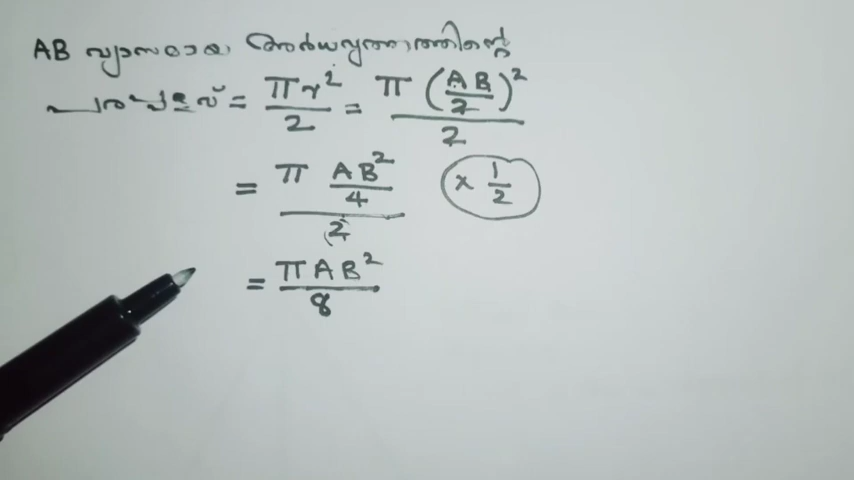 AB വ്യാസമായ അർധവൃത്തത്തിന്റെ
പരപ്പളവ് = πr²/2 = π(AB/2)²/2
= π AB²/4 / 2 × 1/2
= πAB²/8